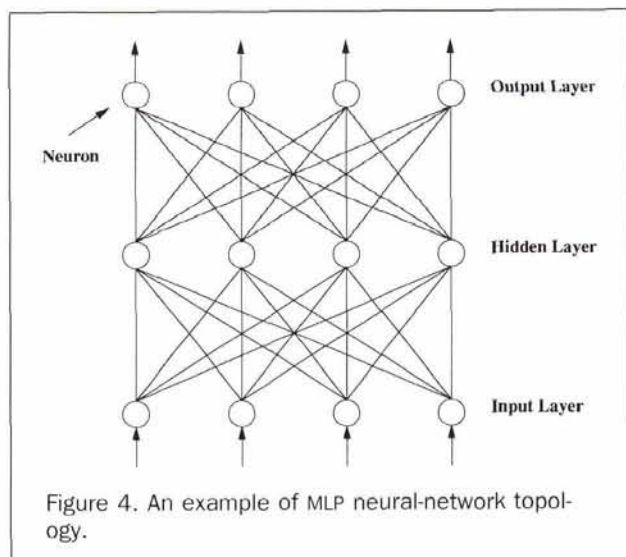 Output Layer
Neuron
Hidden Layer
Input Layer
Figure 4. An example of MLP neural-network topol-
ogy.